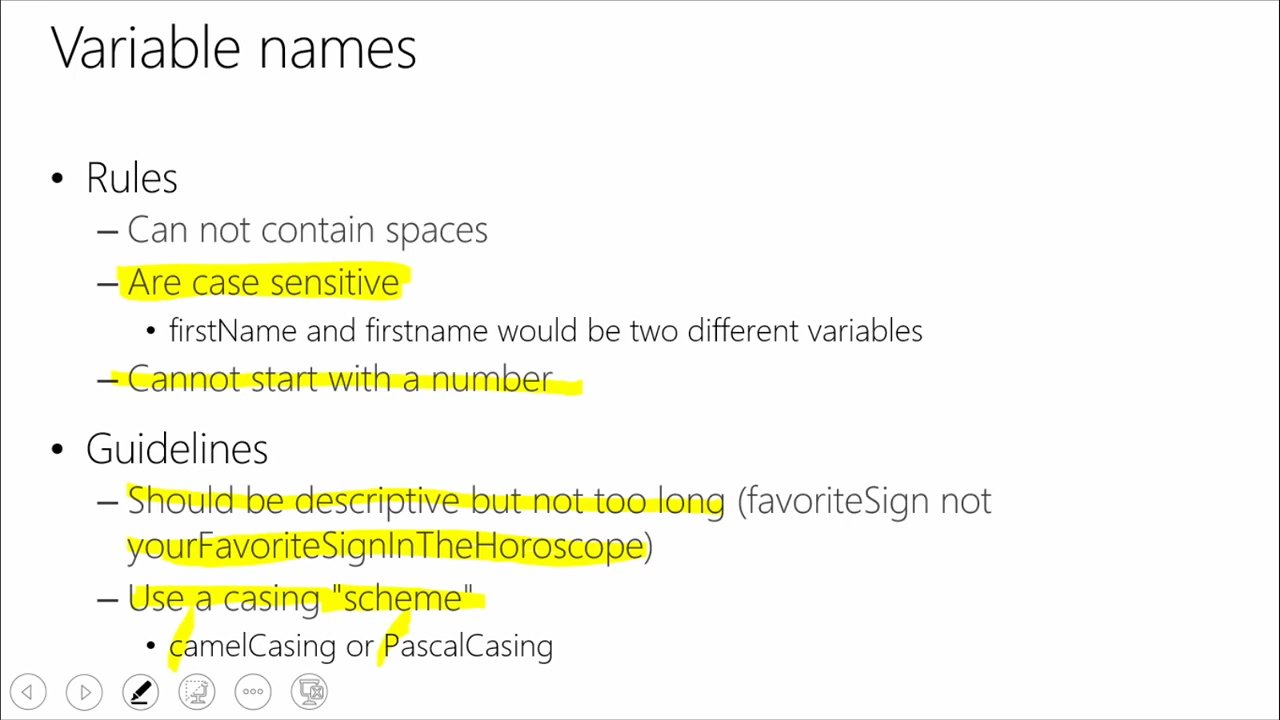 Variable names
• Rules
– Can not contain spaces
– Are case sensitive
• firstName and firstname would be two different variables
– Cannot start with a number
• Guidelines
– Should be descriptive but not too long (favoriteSign not
yourFavoriteSignInTheHoroscope)
– Use a casing "scheme"
• camelCasing or PascalCasing